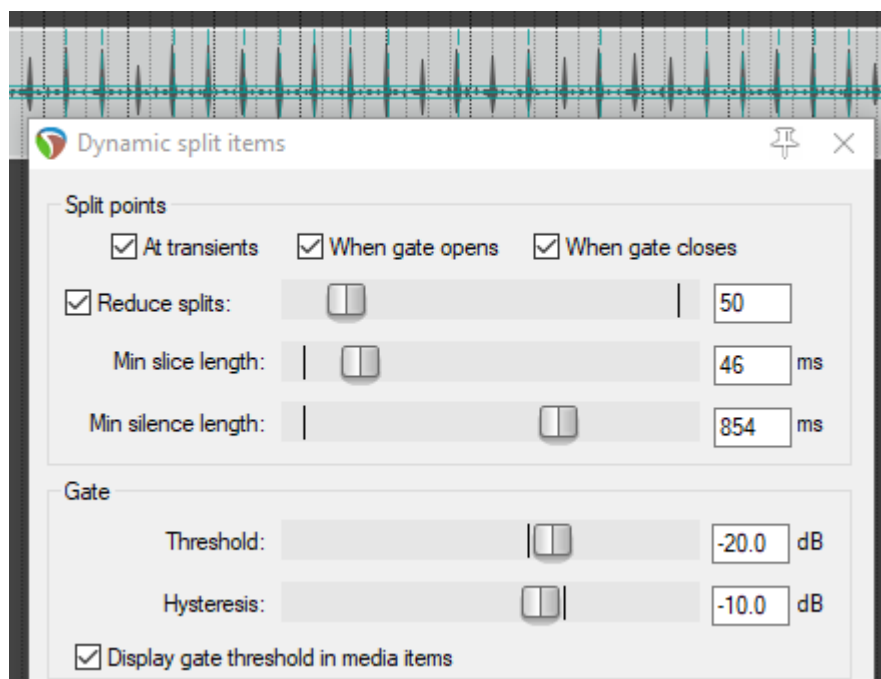 Dynamic split items
Split points
At transients When gate opens When gate closes
Reduce splits: 50
Min slice length: 46 ms
Min silence length: 854 ms
Gate
Threshold: -20.0 dB
Hysteresis: -10.0 dB
Display gate threshold in media items